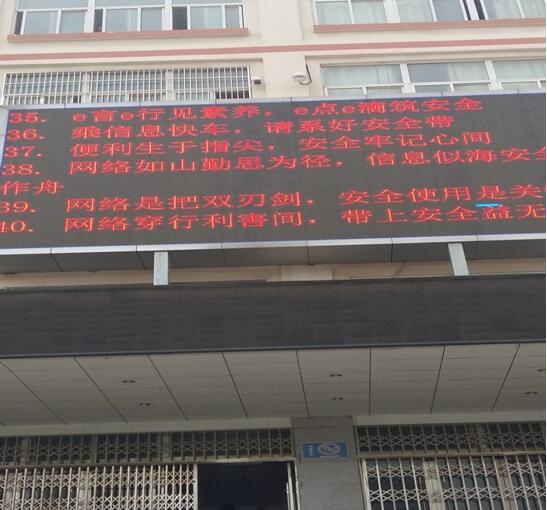 35. e言e行见素养，e点e滴筑安全
36. 乘信息快车，请系好安全带
37. 便利生于指尖，安全牢记心间
38. 网络如山勤思为径，信息似海安全
作舟
39. 网络是把双刃剑，安全使用是关
40. 网络穿行利害间，带上安全益无